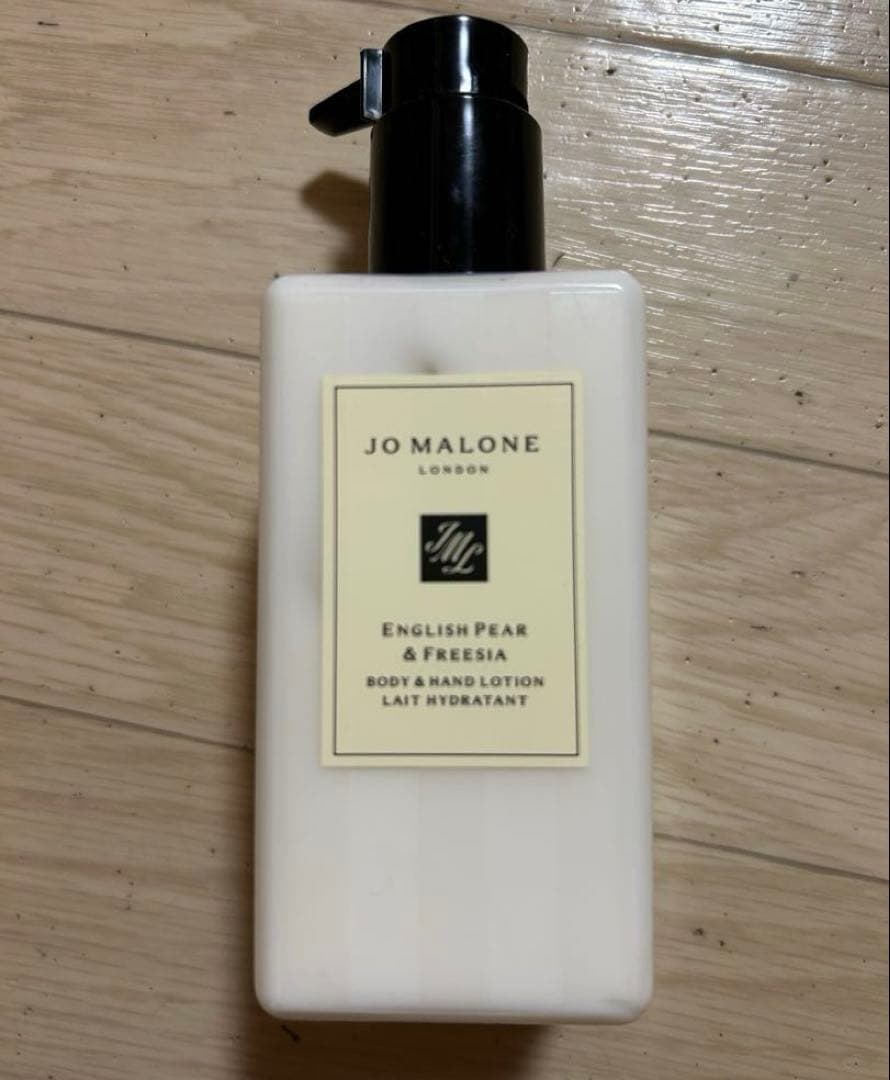 JO MALONE
LONDON
JML
ENGLISH PEAR
& FREESIA
BODY & HAND LOTION
LAIT HYDRATANT